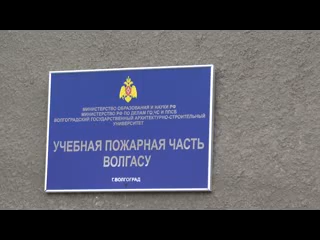 МИНИСТЕРСТВО ОБРАЗОВАНИЯ И НАУКИ РФ
МИНИСТЕРСТВО РФ ПО ДЕЛАМ ГО ЧС И ЛПСБ
ВОЛГОГРАДСКИЙ ГОСУДАРСТВЕННЫЙ АРХИТЕКТУРНО-СТРОИТЕЛЬНЫЙ
УНИВЕРСИТЕТ
УЧЕБНАЯ ПОЖАРНАЯ ЧАСТЬ
ВОЛГАСУ
Г.ВОЛГОГРАД